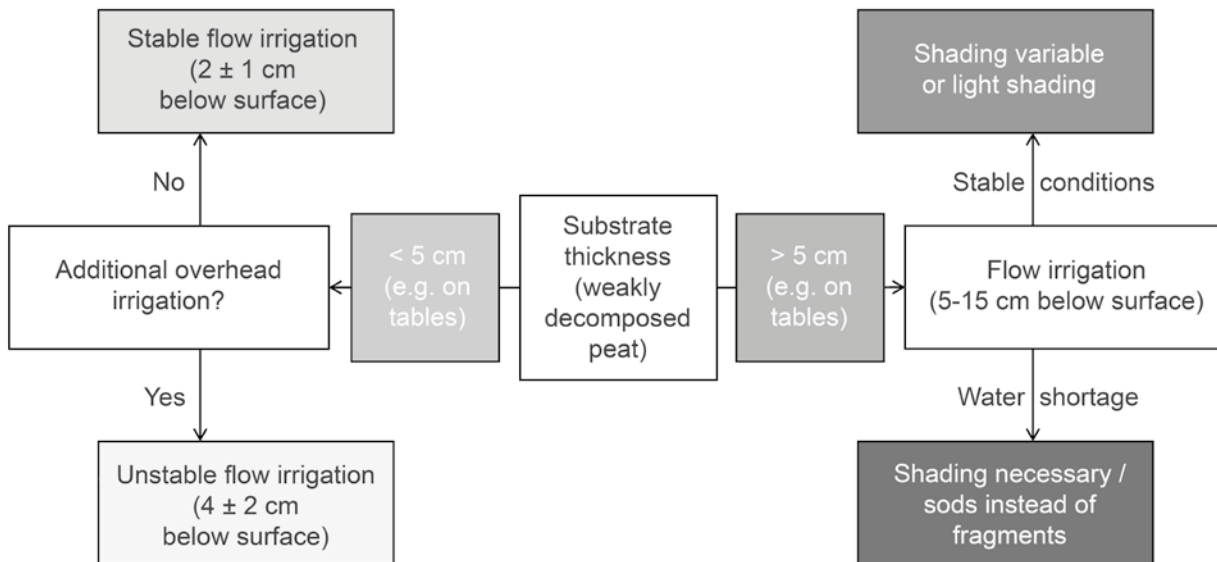 Stable flow irrigation
(2 ± 1 cm
below surface)
Shading variable
or light shading
No
Stable conditions
Additional overhead
irrigation?
< 5 cm
(e.g. on
tables)
Substrate
thickness
(weakly
decomposed
peat)
> 5 cm
(e.g. on
tables)
Flow irrigation
(5-15 cm below surface)
Yes
Water shortage
Unstable flow irrigation
(4 ± 2 cm
below surface)
Shading necessary /
sods instead of
fragments